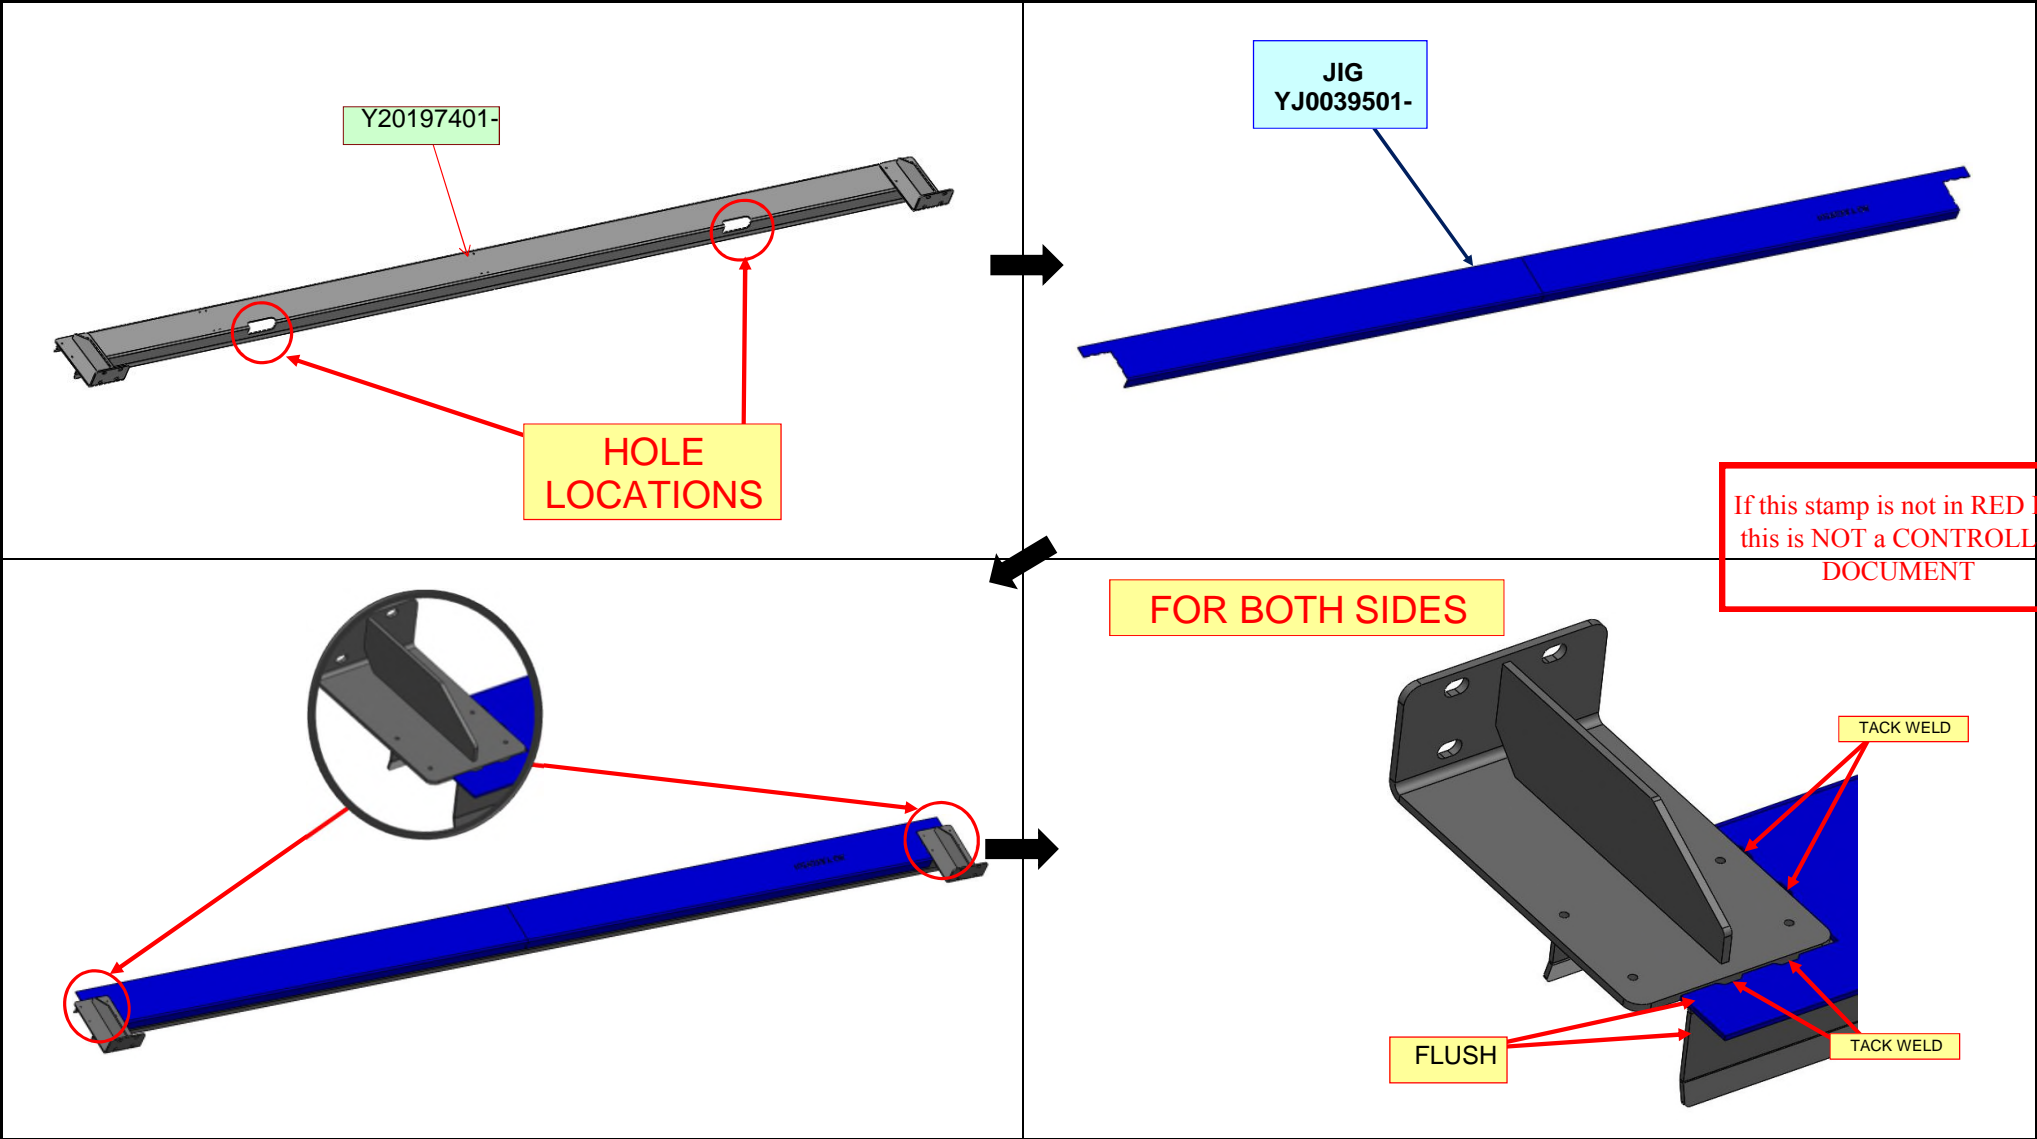 Y20197401-
HOLE
LOCATIONS
JIG
YJ0039501-
If this stamp is not in RED
this is NOT a CONTROLL
DOCUMENT
FOR BOTH SIDES
TACK WELD
FLUSH
TACK WELD